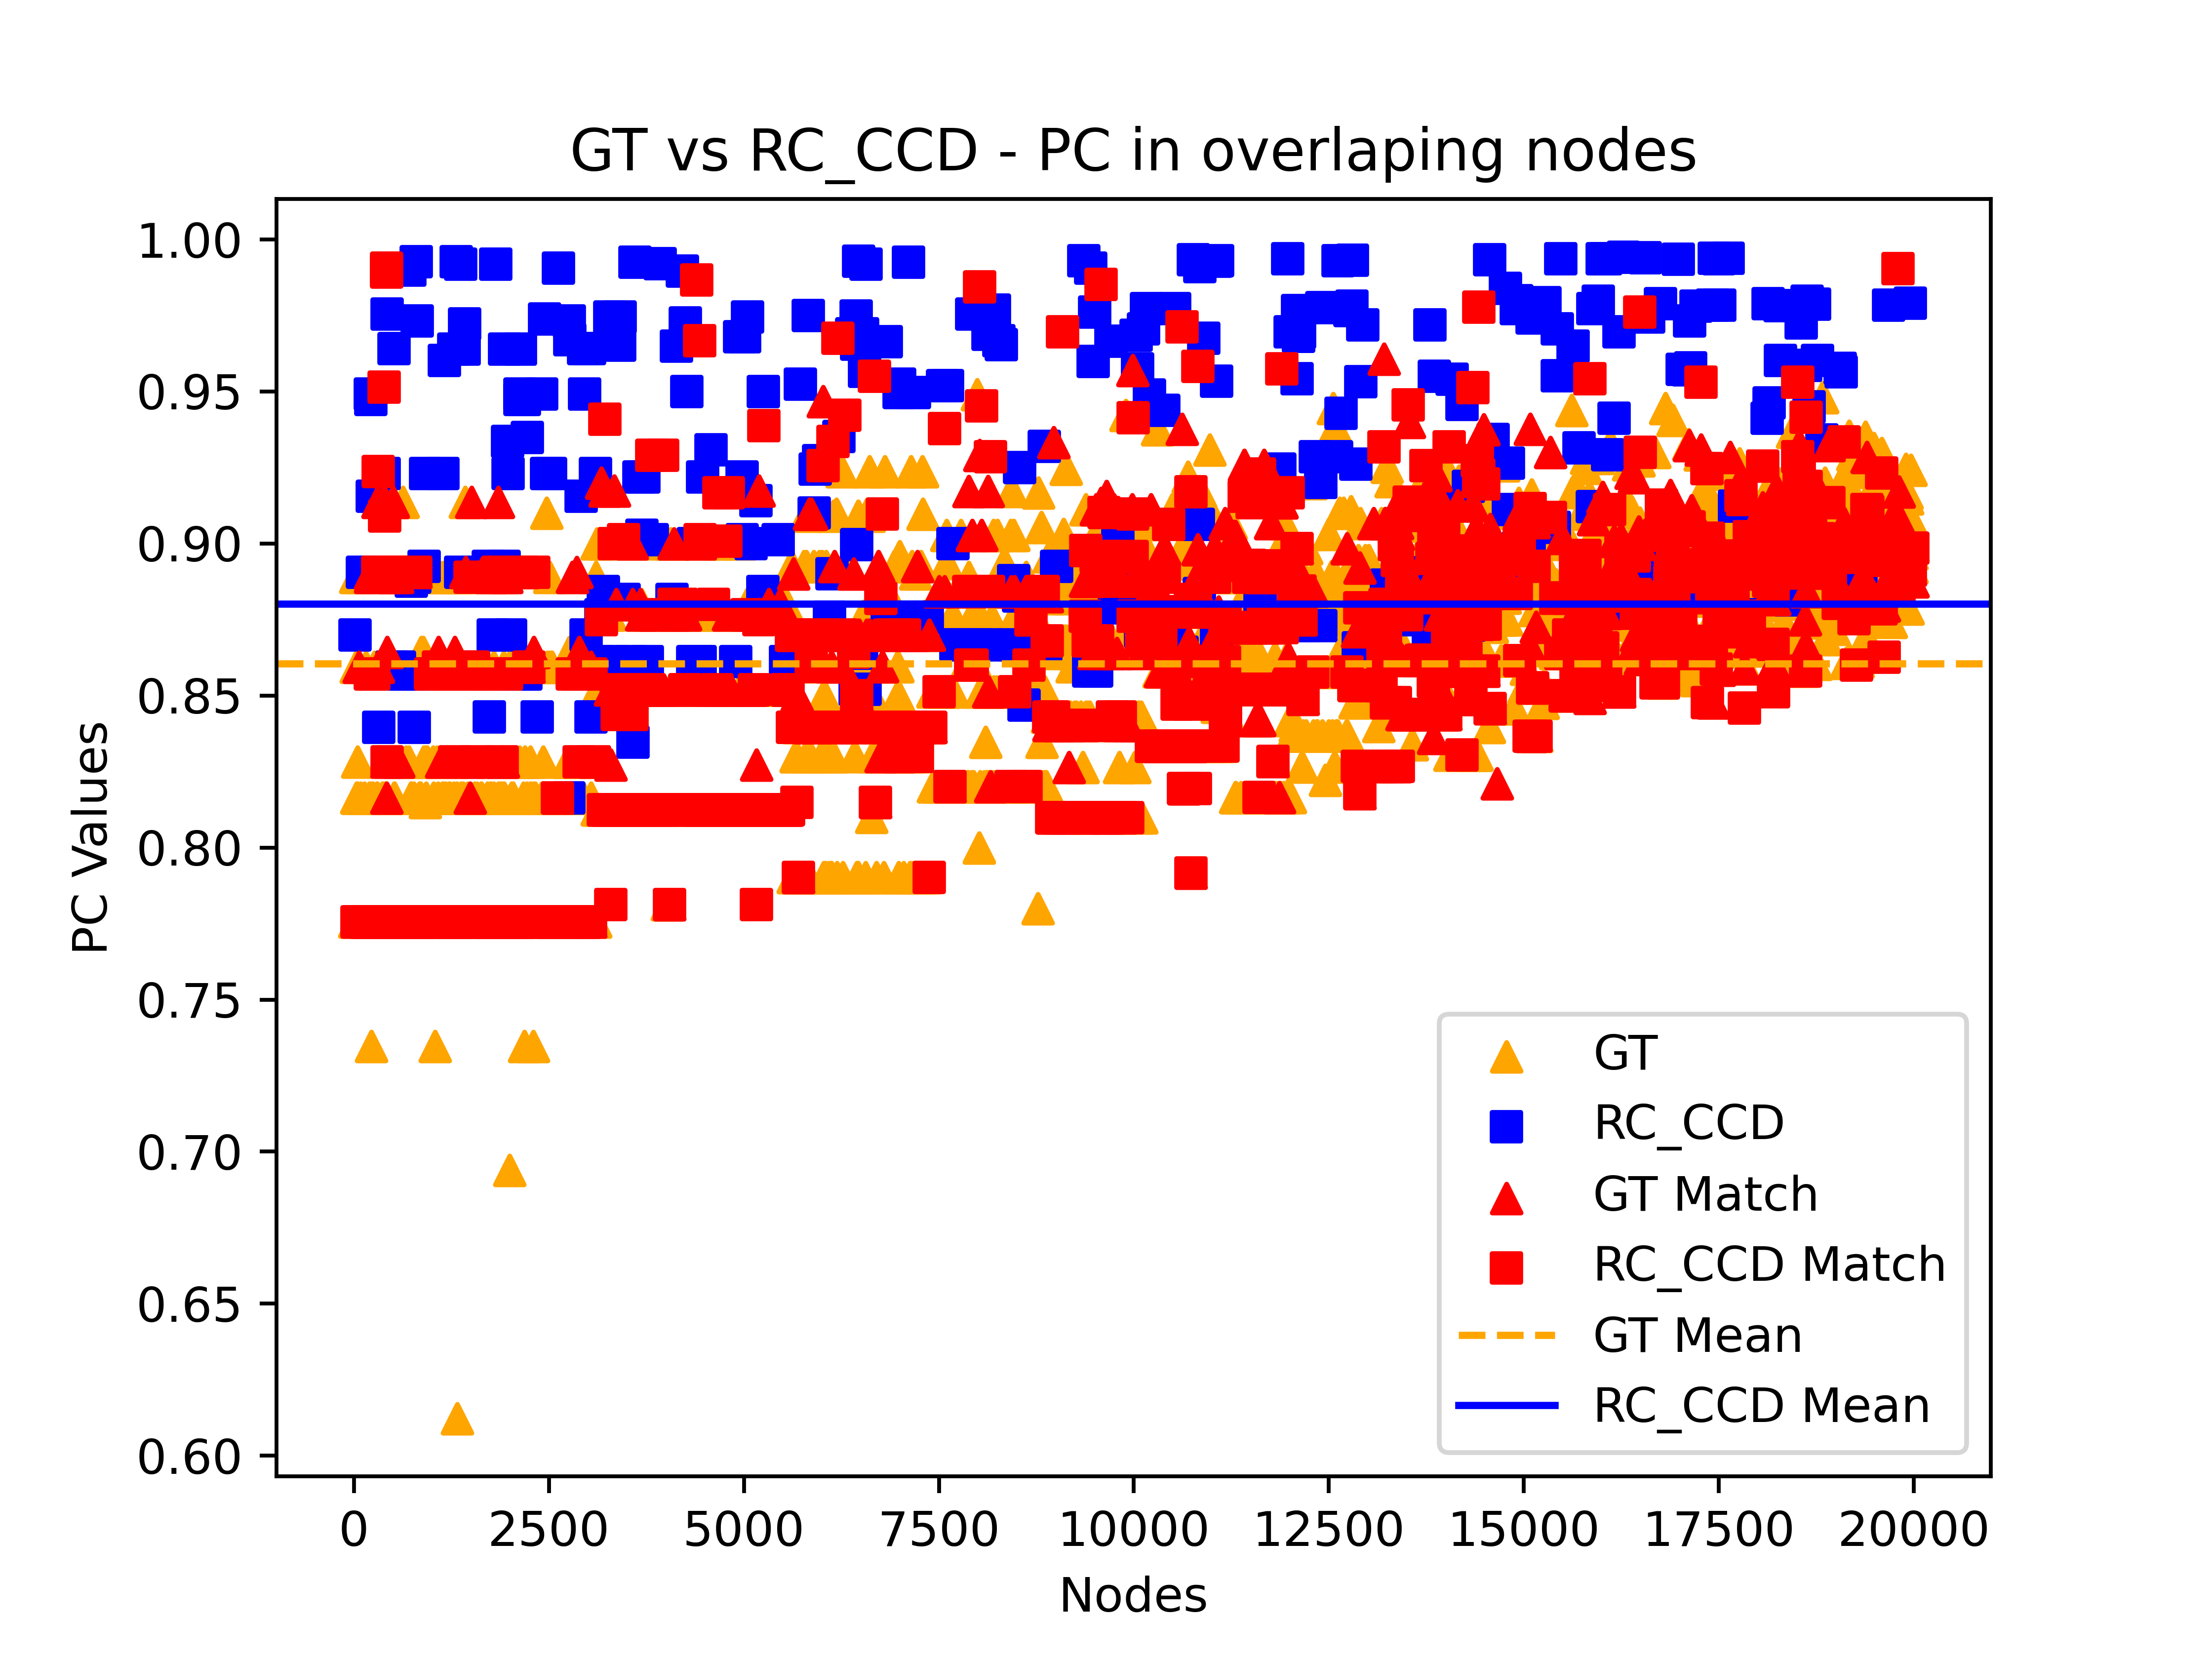 GT vs RC_CCD - PC in overlaping nodes
PC Values
1.00
0.95
0.90
0.85
0.80
0.75
0.70
0.65
0.60
GT
RC_CCD
GT Match
RC_CCD Match
GT Mean
RC_CCD Mean
0 2500 5000 7500 10000 12500 15000 17500 20000
Nodes